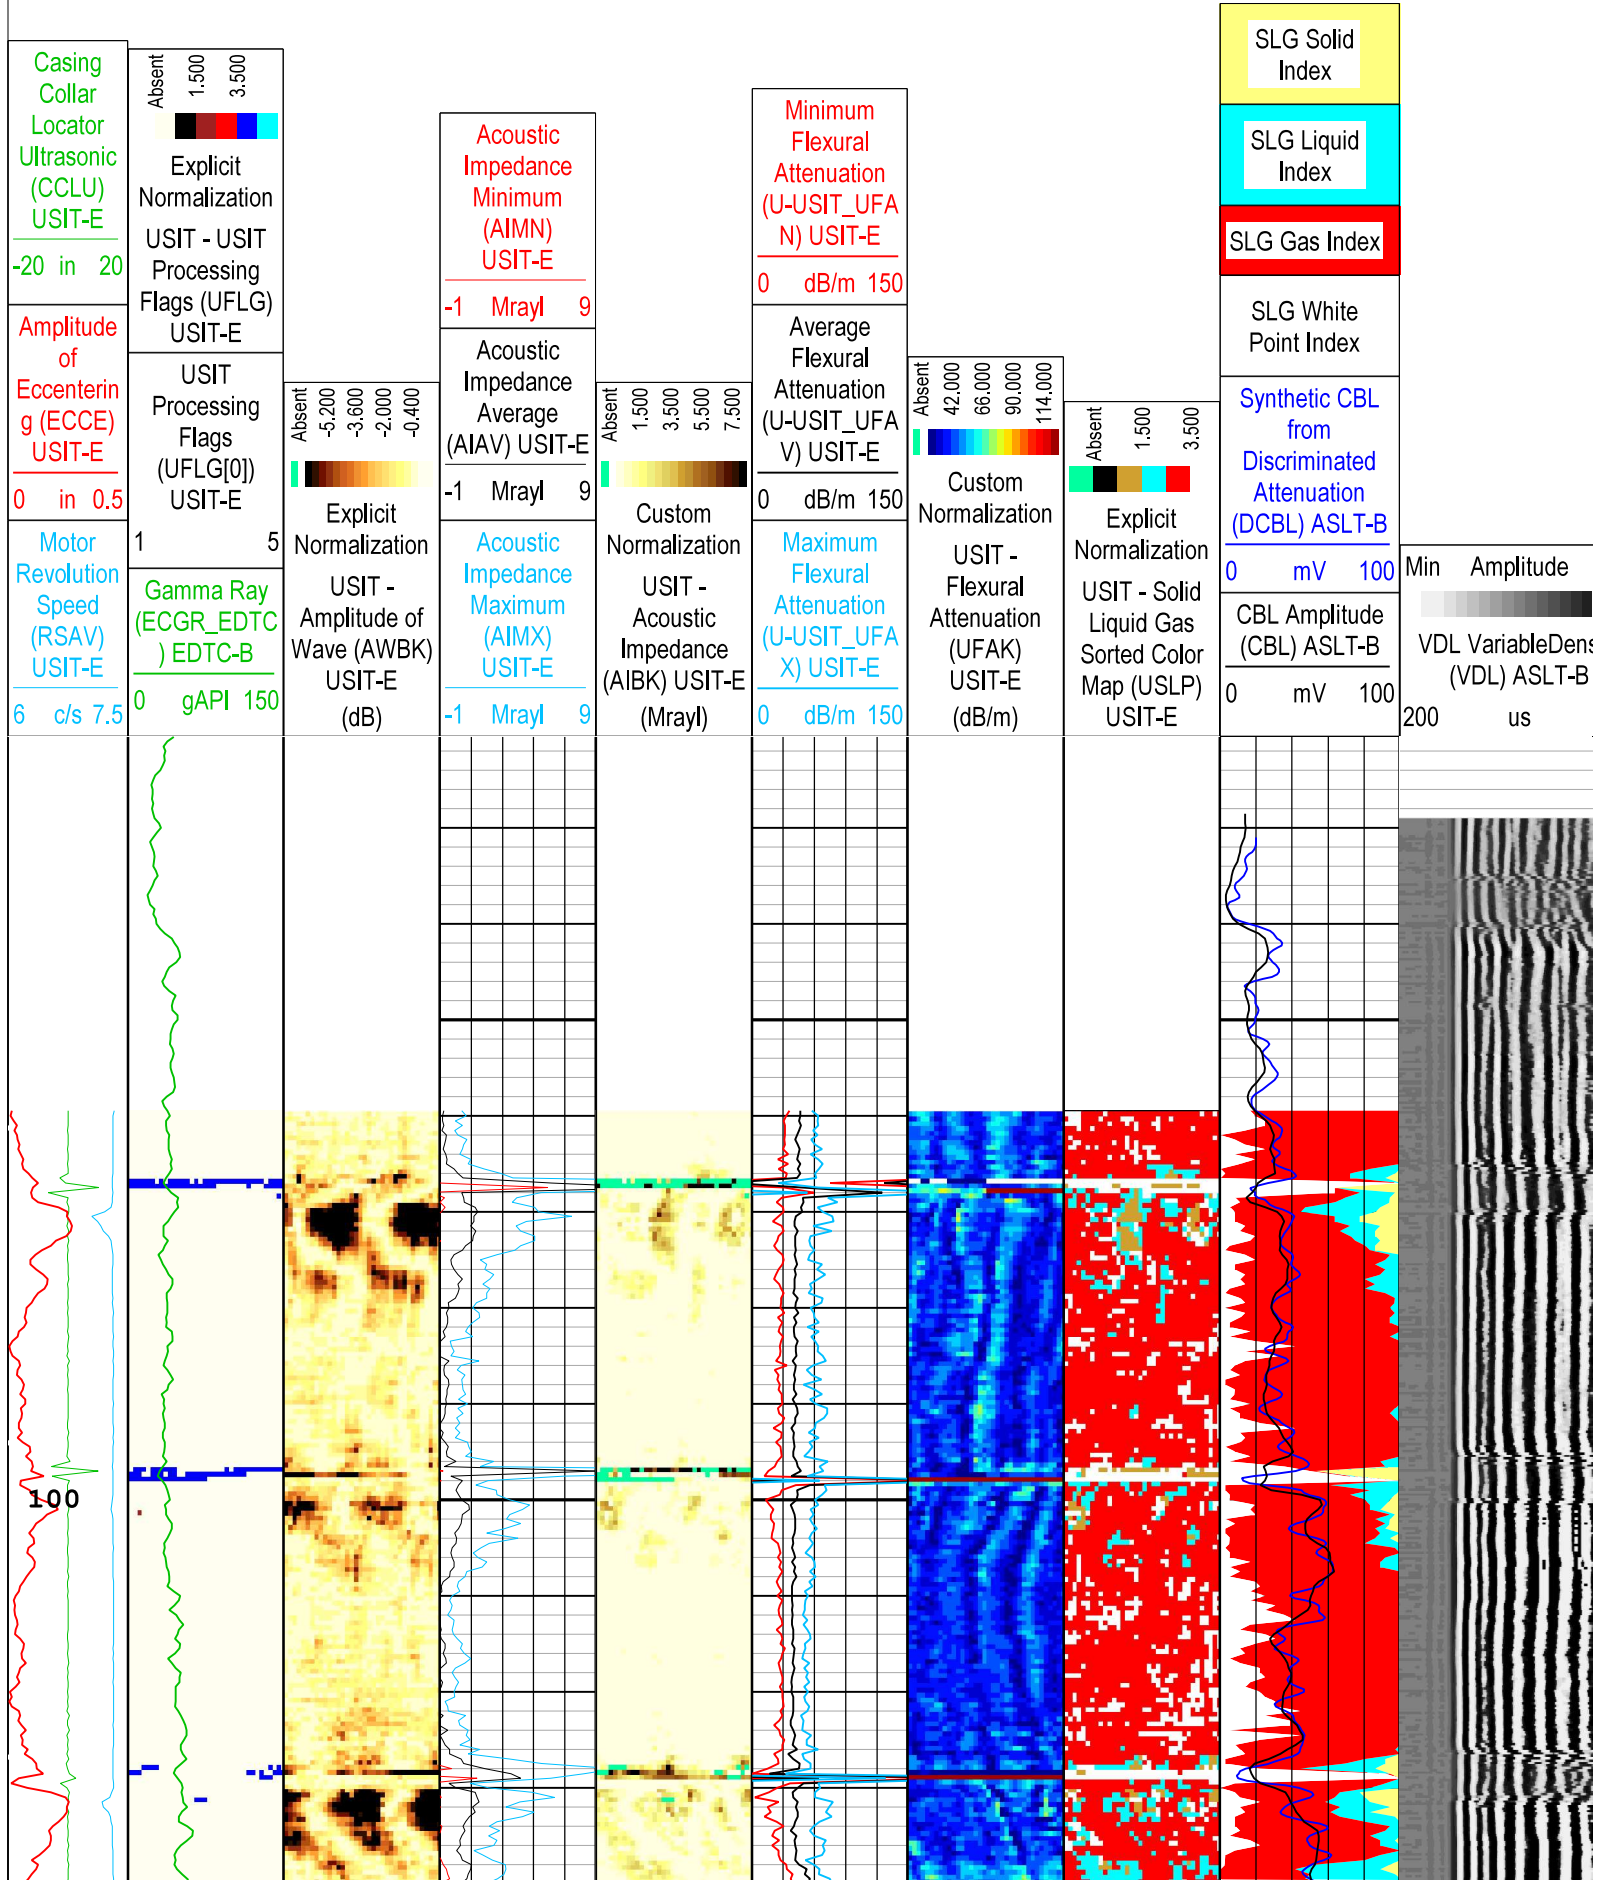 Casing
Collar
Locator
Ultrasonic
(CCLU)
USIT-E
-20 in 20
Amplitude
of
Eccenterin
g (ECCE)
USIT-E
0 in 0.5
Motor
Revolution
Speed
(RSAV)
USIT-E
6 c/s 7.5
Absent
1.500
3.500
Explicit
Normalization
USIT - USIT
Processing
Flags (UFLG)
USIT-E
USIT
Processing
Flags
(UFLG[0])
USIT-E
1 5
Gamma Ray
(ECGR_EDTC
) EDTC-B
0 gAPI 150
Absent
-5.200
-3.600
-2.000
-0.400
Explicit
Normalization
USIT -
Amplitude of
Wave (AWBK)
USIT-E
(dB)
Acoustic
Impedance
Minimum
(AIMN)
USIT-E
-1 Mrayl 9
Acoustic
Impedance
Average
(AIAV) USIT-E
-1 Mrayl 9
Acoustic
Impedance
Maximum
(AIMX)
USIT-E
-1 Mrayl 9
Absent
1.500
3.500
5.500
7.500
Custom
Normalization
USIT -
Acoustic
Impedance
(AIBK) USIT-E
(Mrayl)
Minimum
Flexural
Attenuation
(U-USIT_UFA
N) USIT-E
0 dB/m 150
Average
Flexural
Attenuation
(U-USIT_UFA
V) USIT-E
0 dB/m 150
Maximum
Flexural
Attenuation
(U-USIT_UFA
X) USIT-E
0 dB/m 150
Absent
42.000
66.000
90.000
114.000
Custom
Normalization
USIT -
Flexural
Attenuation
(UFAK)
USIT-E
(dB/m)
Absent
1.500
3.500
Explicit
Normalization
USIT - Solid
Liquid Gas
Sorted Color
Map (USLP)
USIT-E
SLG Solid
Index
SLG Liquid
Index
SLG Gas Index
SLG White
Point Index
Synthetic CBL
from
Discriminated
Attenuation
(DCBL) ASLT-B
0 mV 100
CBL Amplitude
(CBL) ASLT-B
0 mV 100
Min Amplitude
VDL VariableDens
(VDL) ASLT-B
200 us
100